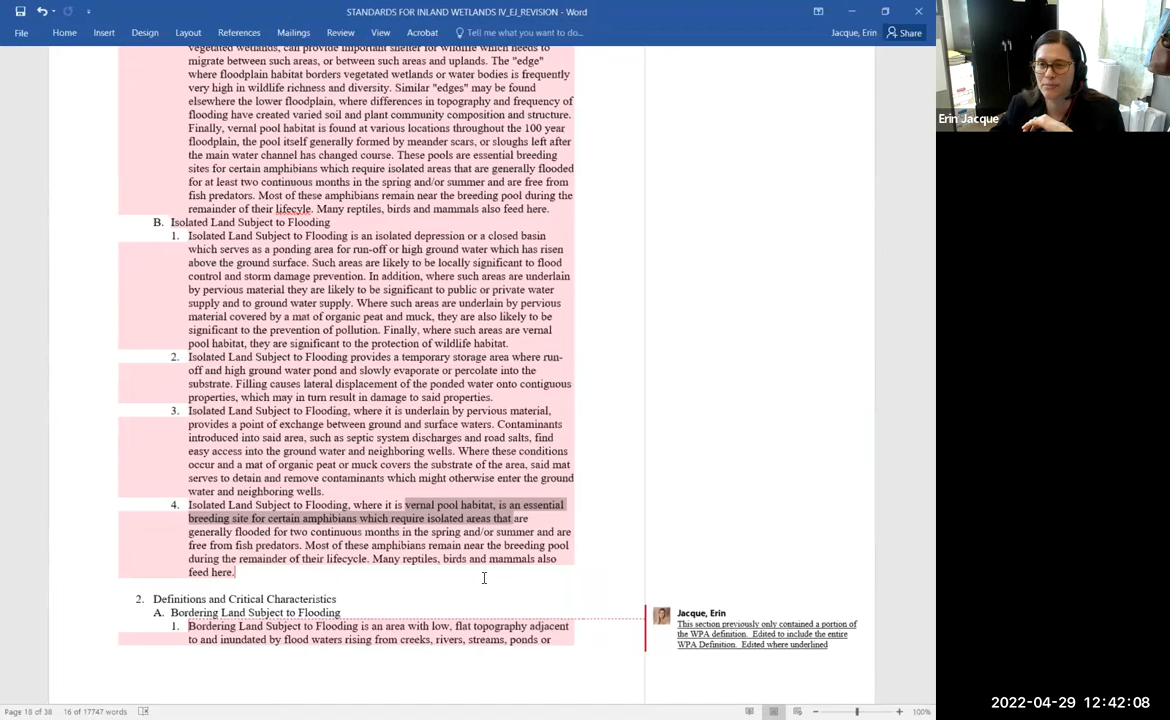 STANDARDS FOR INLAND WETLANDS IV_EJ_REVISION - Word
File Home Insert Design Layout References Mailings Review View Acrobat Tell me what you want to do... Jacque, Erin Share
vegetated wetlands, can provide important shelter for wildlife which needs to
migrate between such areas, or between such areas and uplands. The "edge"
where floodplain habitat borders vegetated wetlands or water bodies is frequently
very high in wildlife richness and diversity. Similar "edges" may be found
elsewhere the lower floodplain, where differences in topography and frequency of
flooding have created varied soil and plant community composition and structure.
Finally, vernal pool habitat is found at various locations throughout the 100 year
floodplain, the pool itself generally formed by meander scars, or sloughs left after
the main water channel has changed course. These pools are essential breeding
sites for certain amphibians which require isolated areas that are generally flooded
for at least two continuous months in the spring and/or summer and are free from
fish predators. Most of these amphibians remain near the breeding pool during the
remainder of their lifecyle. Many reptiles, birds and mammals also feed here.
B. Isolated Land Subject to Flooding
1. Isolated Land Subject to Flooding is an isolated depression or a closed basin
which serves as a ponding area for run-off or high ground water which has risen
above the ground surface. Such areas are likely to be locally significant to flood
control and storm damage prevention. In addition, where such areas are underlain
by pervious material they are likely to be significant to public or private water
supply and to ground water supply. Where such areas are underlain by pervious
material covered by a mat of organic peat and muck, they are also likely to be
significant to the prevention of pollution. Finally, where such areas are vernal
pool habitat, they are significant to the protection of wildlife habitat.
2. Isolated Land Subject to Flooding provides a temporary storage area where run-
off and high ground water pond and slowly evaporate or percolate into the
substrate. Filling causes lateral displacement of the ponded water onto contiguous
properties, which may in turn result in damage to said properties.
3. Isolated Land Subject to Flooding, where it is underlain by pervious material,
provides a point of exchange between ground and surface waters. Contaminants
introduced into said area, such as septic system discharges and road salts, find
easy access into the ground water and neighboring wells. Where these conditions
occur and a mat of organic peat or muck covers the substrate of the area, said mat
serves to detain and remove contaminants which might otherwise enter the ground
water and neighboring wells.
4. Isolated Land Subject to Flooding, where it is vernal pool habitat, is an essential
breeding site for certain amphibians which require isolated areas that are
generally flooded for two continuous months in the spring and/or summer and are
free from fish predators. Most of these amphibians remain near the breeding pool
during the remainder of their lifecycle. Many reptiles, birds and mammals also
feed here.
2. Definitions and Critical Characteristics
A. Bordering Land Subject to Flooding
1. Bordering Land Subject to Flooding is an area with low, flat topography adjacent
to and inundated by flood waters rising from creeks, rivers, streams, ponds or
Jacque, Erin
This section previously only contained a portion of
the WPA definition. Edited to include the entire
WPA Definition. Edited where underlined
Page 18 of 38 16 of 17747 words
100%
Erin Jacque
2022-04-29 12:42:08